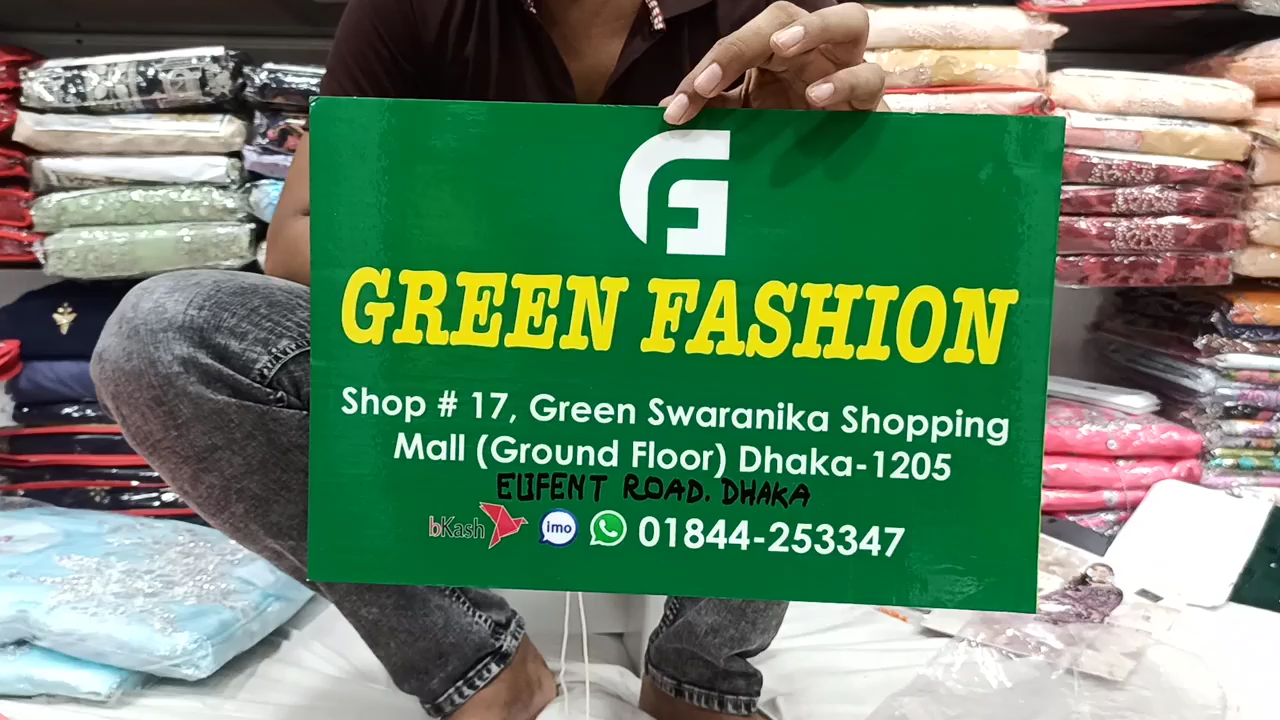 GREEN FASHION
Shop # 17, Green Swaranika Shopping
Mall (Ground Floor) Dhaka-1205
ELIFENT ROAD. DHAKA
bKash imo 01844-253347